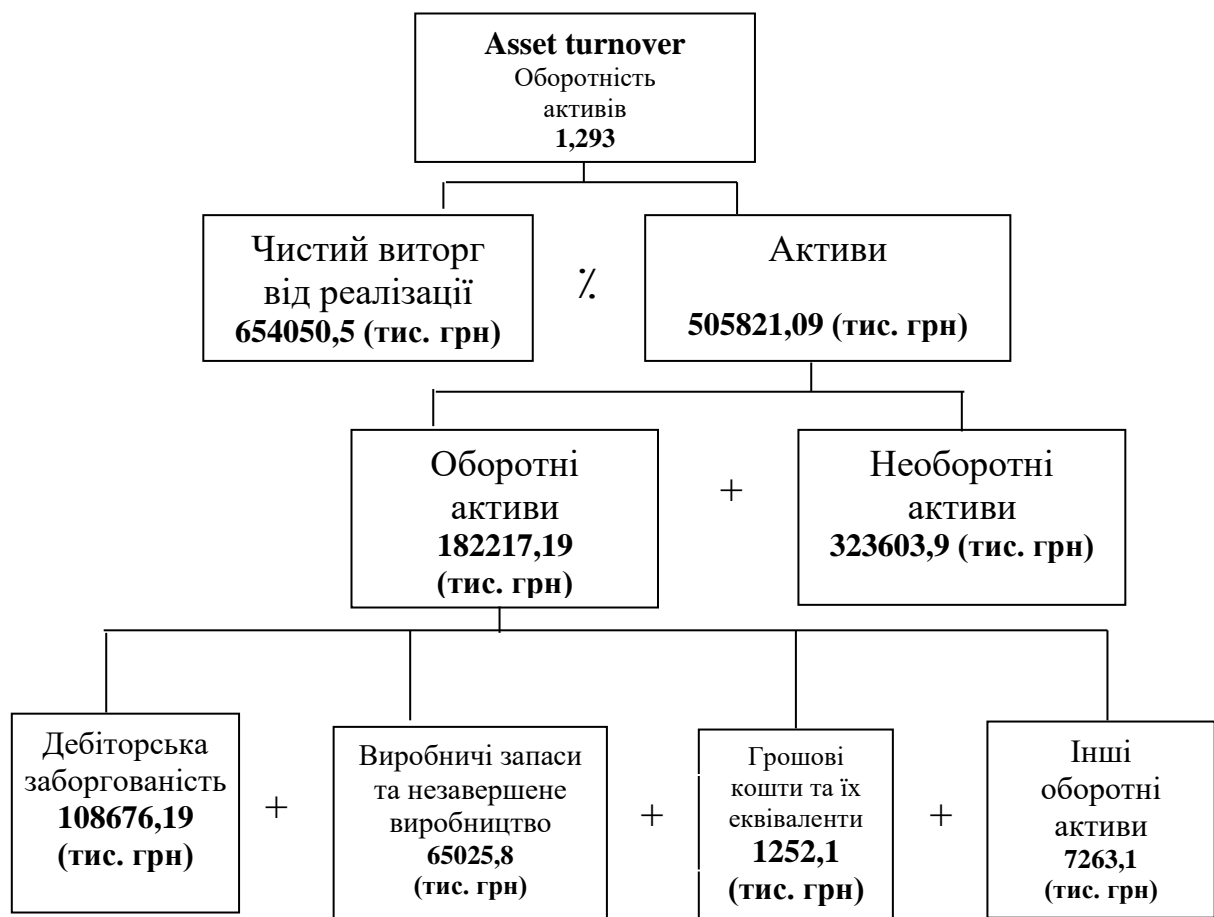 Asset turnover
Оборотність
активів
1,293
Чистий виторг
від реалізації
654050,5 (тис. грн)
٪
Активи
505821,09 (тис. грн)
Оборотні
активи
182217,19
(тис. грн)
+
Необоротні
активи
323603,9 (тис. грн)
Дебіторська
заборгованість
108676,19
(тис. грн)
+
Виробничі запаси
та незавершене
виробництво
65025,8
(тис. грн)
+
Грошові
кошти та їх
еквіваленти
1252,1
(тис. грн)
+
Інші
оборотні
активи
7263,1
(тис. грн)